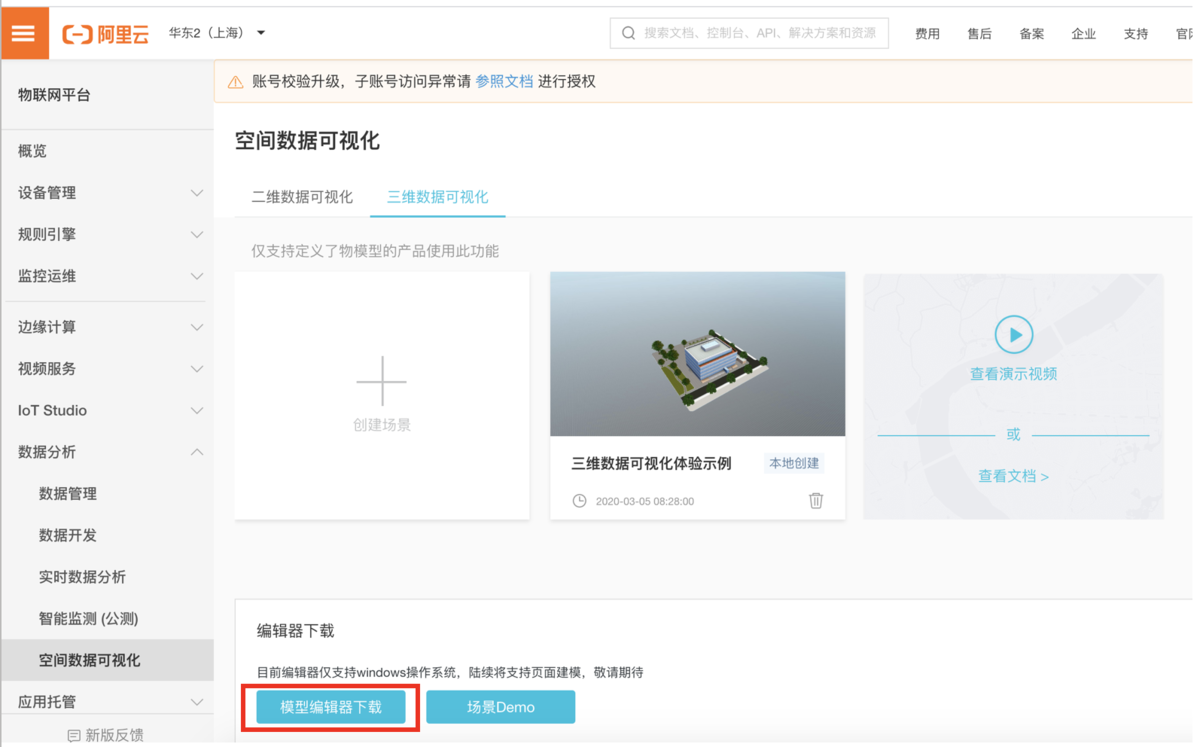 阿里云
华东2（上海）
搜索文档、控制台、API、解决方案和资源
费用
售后
备案
企业
支持
物联网平台
概览
设备管理
规则引擎
监控运维
边缘计算
视频服务
IoT Studio
数据分析
数据管理
数据开发
实时数据分析
智能监测 (公测)
空间数据可视化
应用托管
新版反馈
账号校验升级，子账号访问异常请 参照文档 进行授权
空间数据可视化
二维数据可视化
三维数据可视化
仅支持定义了物模型的产品使用此功能
创建场景
三维数据可视化体验示例
本地创建
2020-03-05 08:28:00
查看演示视频
或
查看文档 >
编辑器下载
目前编辑器仅支持windows操作系统，陆续将支持页面建模，敬请期待
模型编辑器下载
场景Demo